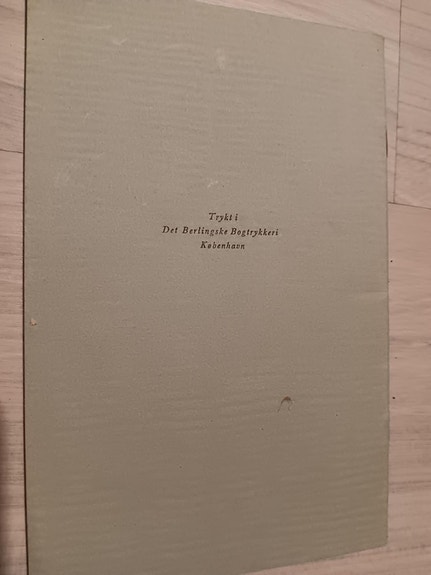 Trykt i
Det Berlingske Bogtrykkeri
København